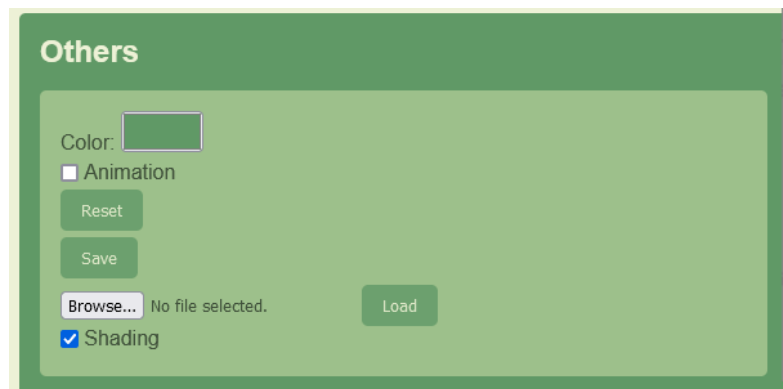 Others
Color:
Animation
Reset
Save
Browse... No file selected. Load
Shading